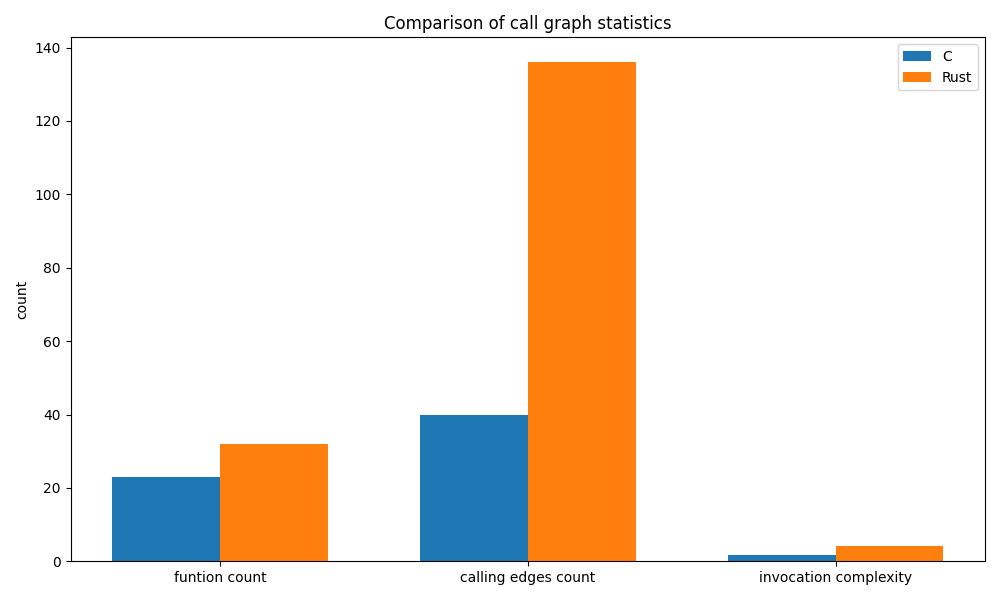 Comparison of call graph statistics
C
Rust
140
120
100
80
60
40
20
0
count
funtion count
calling edges count
invocation complexity